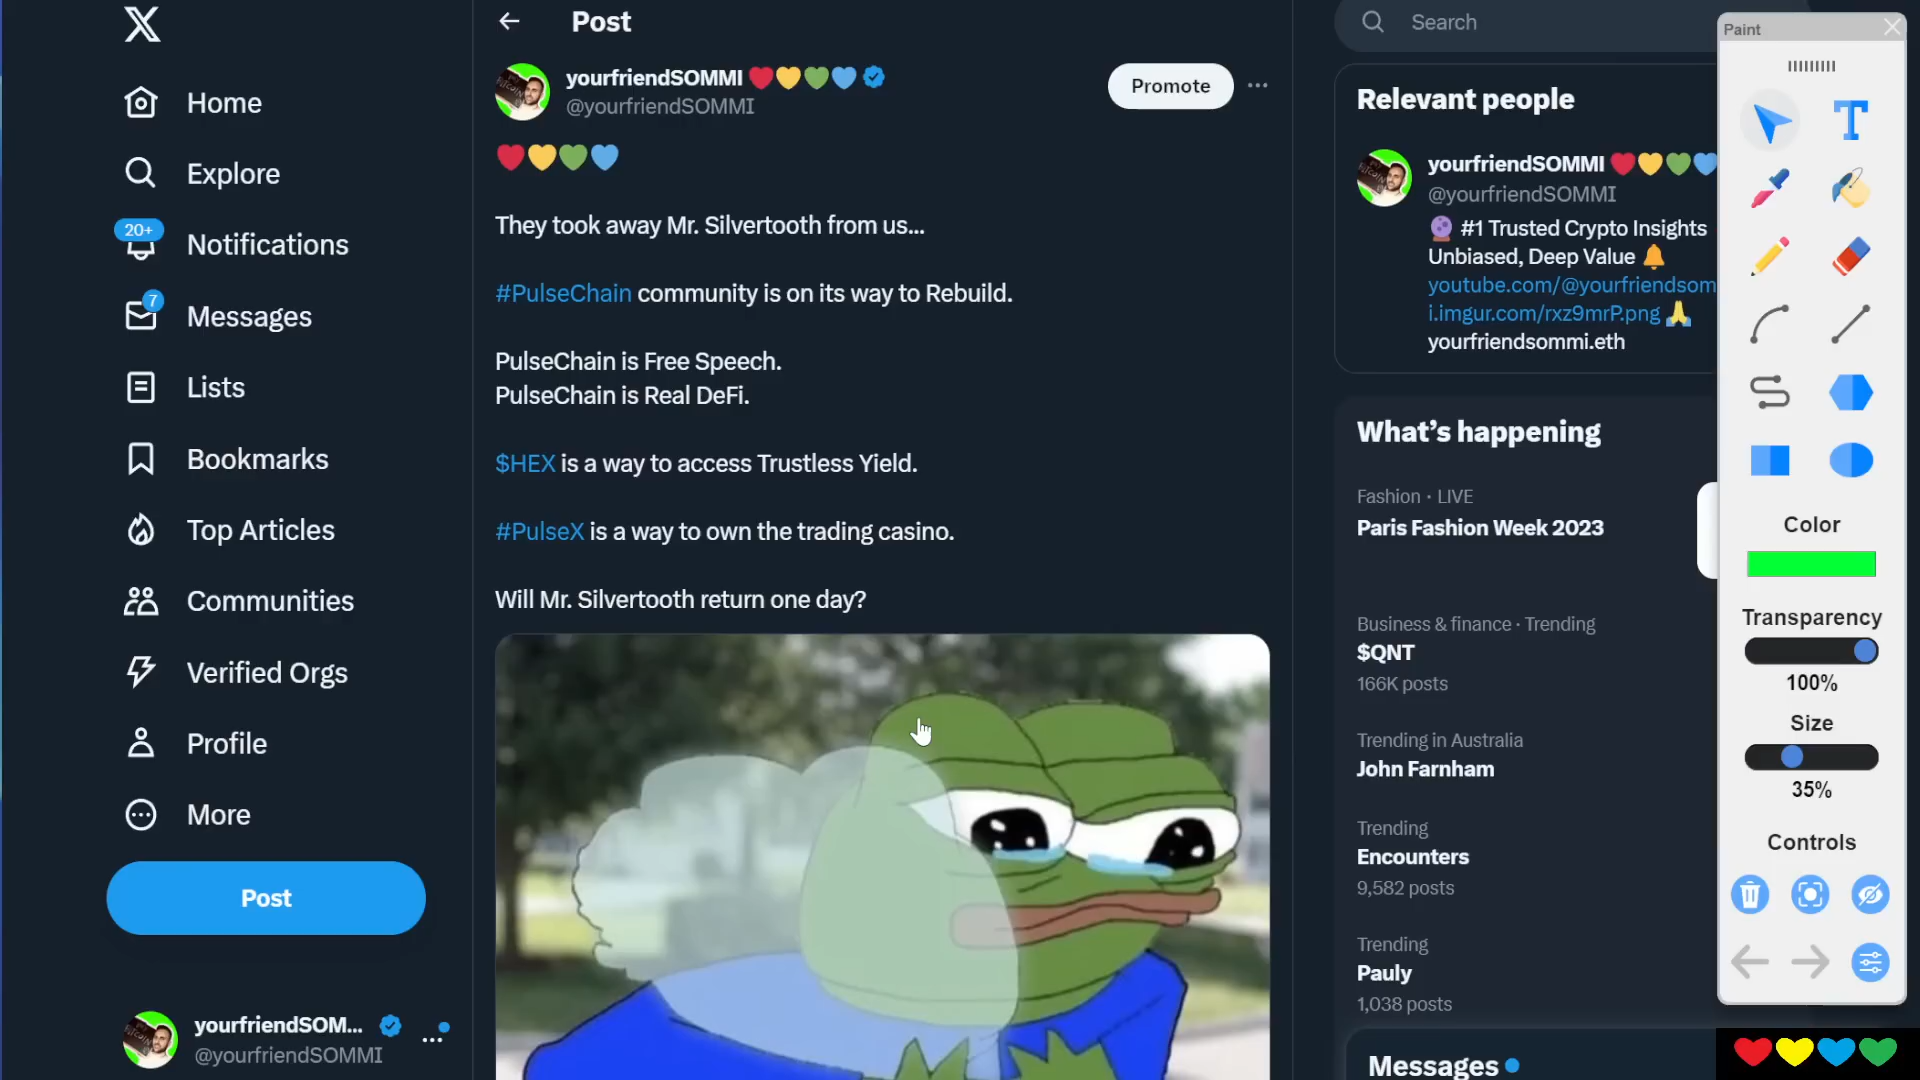 Home
Explore
20+
Notifications
7
Messages
Lists
Bookmarks
Top Articles
Communities
Verified Orgs
Profile
More
Post
yourfriendSOM...
@yourfriendSOMMI
Post
yourfriendSOMMI ❤️💛💚💙
@yourfriendSOMMI
Promote
❤️💛💚💙
They took away Mr. Silvertooth from us...
#PulseChain community is on its way to Rebuild.
PulseChain is Free Speech.
PulseChain is Real DeFi.
$HEX is a way to access Trustless Yield.
#PulseX is a way to own the trading casino.
Will Mr. Silvertooth return one day?
Search
Relevant people
yourfriendSOMMI ❤️💛💚💙
@yourfriendSOMMI
🔮 #1 Trusted Crypto Insights
Unbiased, Deep Value 🔔
youtube.com/@yourfriendsom
i.imgur.com/rxz9mrP.png 🙏
yourfriendsommi.eth
What's happening
Fashion · LIVE
Paris Fashion Week 2023
Business & finance · Trending
$QNT
166K posts
Trending in Australia
John Farnham
Trending
Encounters
9,582 posts
Trending
Pauly
1,038 posts
Messages
Paint
T
Color
Transparency
100%
Size
35%
Controls